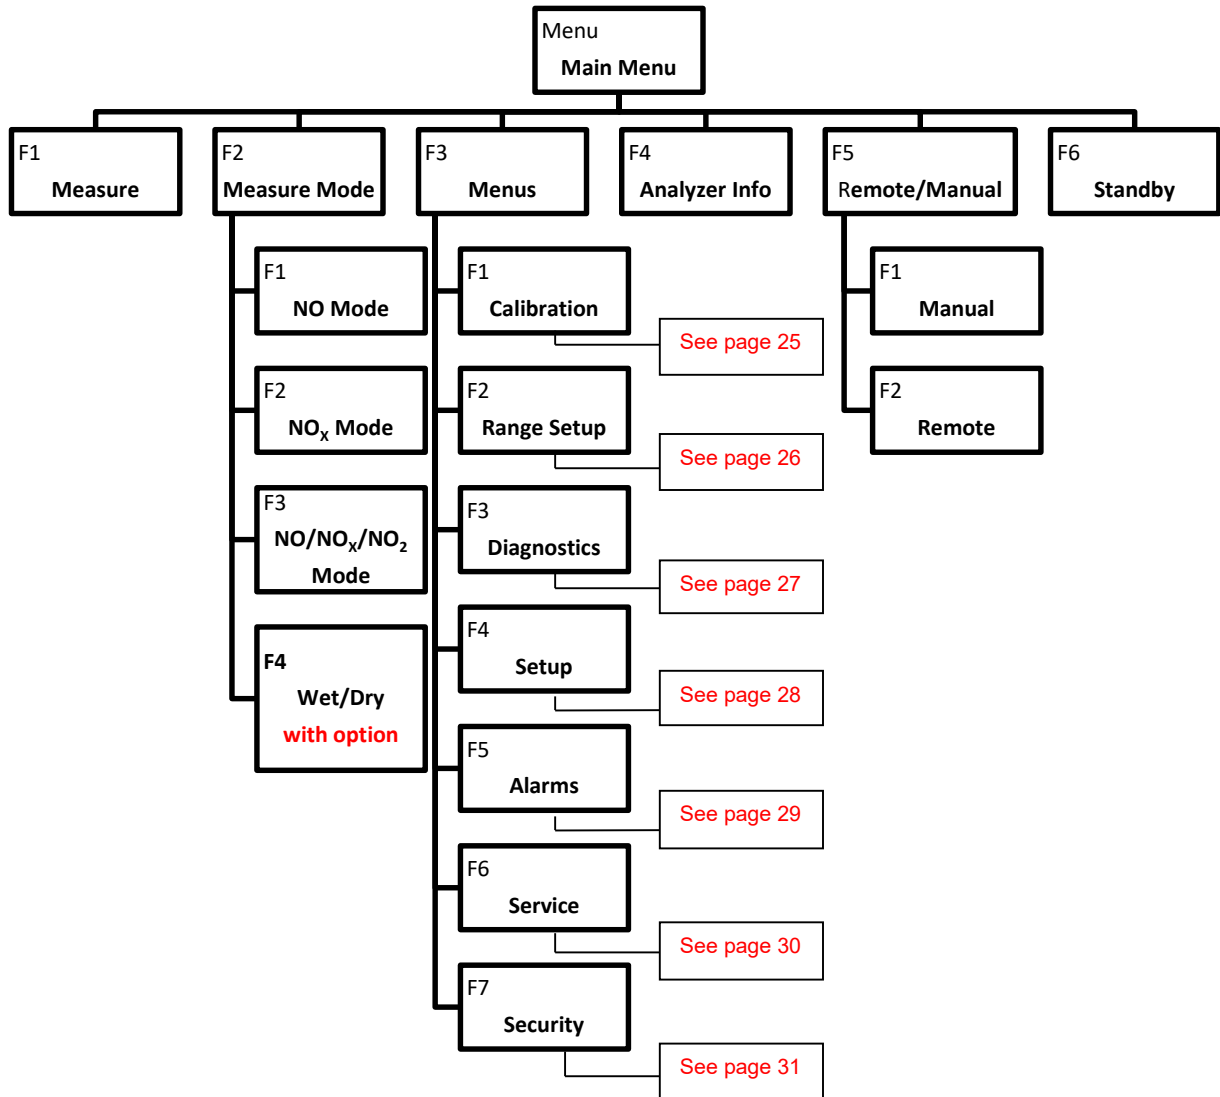 Menu
Main Menu
F1
Measure
F2
Measure Mode
F3
Menus
F4
Analyzer Info
F5
Remote/Manual
F6
Standby
F1
NO Mode
F2
NOₓ Mode
F3
NO/NOₓ/NO₂
Mode
F4
Wet/Dry
with option
F1
Calibration
See page 25
F2
Range Setup
See page 26
F3
Diagnostics
See page 27
F4
Setup
See page 28
F5
Alarms
See page 29
F6
Service
See page 30
F7
Security
See page 31
F1
Manual
F2
Remote